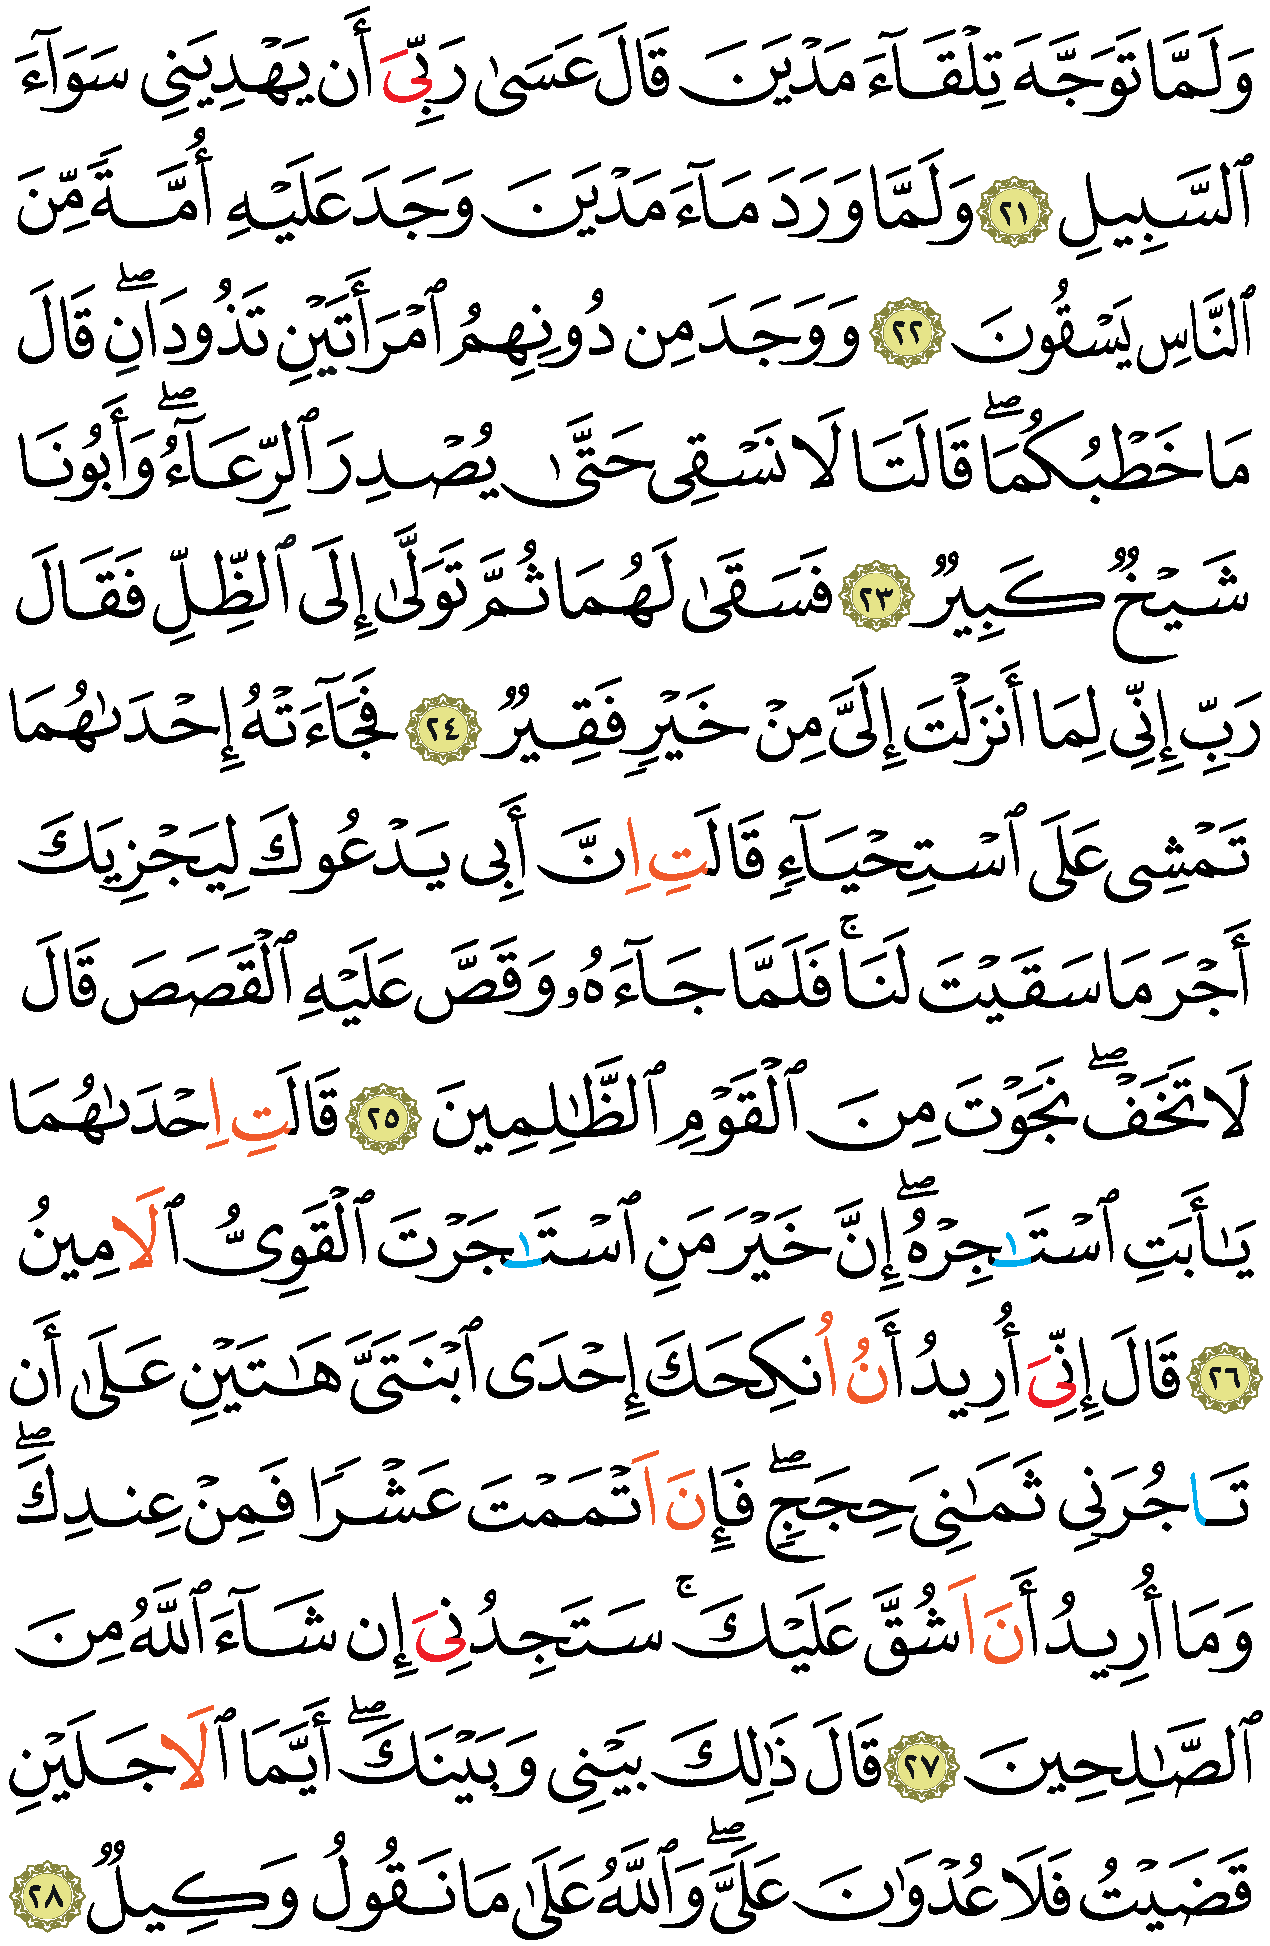 وَلَمَّا تَوَجَّهَ تِلْقَآءَ مَدْيَنَ قَالَ عَسَىٰ رَبِّيَ أَن يَهْدِيَنِي سَوَآءَ
ٱلسَّبِيلِ ٢١ وَلَمَّا وَرَدَ مَآءَ مَدْيَنَ وَجَدَ عَلَيْهِ أُمَّةً مِّنَ
ٱلنَّاسِ يَسْقُونَ ٢٢ وَوَجَدَ مِن دُونِهِمُ ٱمْرَأَتَيْنِ تَذُودَانِۖ قَالَ
مَا خَطْبُكُمَاۖ قَالَتَا لَا نَسْقِي حَتَّىٰ يُصْدِرَ ٱلرِّعَآءُۖ وَأَبُونَا
شَيْخٌ كَبِيرٌ ٢٣ فَسَقَىٰ لَهُمَا ثُمَّ تَوَلَّىٰ إِلَى ٱلظِّلِّ فَقَالَ
رَبِّ إِنِّي لِمَا أَنزَلْتَ إِلَيَّ مِنْ خَيْرٍ فَقِيرٌ ٢٤ فَجَآءَتْهُ إِحْدَىٰهُمَا
تَمْشِي عَلَى ٱسْتِحْيَآءٍ قَالَتِ اِنَّ أَبِي يَدْعُوكَ لِيَجْزِيَكَ
أَجْرَ مَا سَقَيْتَ لَنَاۚ فَلَمَّا جَآءَهُۥ وَقَصَّ عَلَيْهِ ٱلْقَصَصَ قَالَ
لَا تَخَفْۖ نَجَوْتَ مِنَ ٱلْقَوْمِ ٱلظَّٰلِمِينَ ٢٥ قَالَتِ اِحْدَىٰهُمَا
يَٰأَبَتِ ٱسْتَٰجِرْهُۖ إِنَّ خَيْرَ مَنِ ٱسْتَٰجَرْتَ ٱلْقَوِيُّ ٱلَامِينُ
٢٦ قَالَ إِنِّيَ أُرِيدُ أَنُ اُنكِحَكَ إِحْدَى ٱبْنَتَيَّ هَٰتَيْنِ عَلَىٰ أَن
تَاجُرَنِي ثَمَٰنِيَ حِجَجٍۖ فَإِنَ اَتْمَمْتَ عَشْرًا فَمِنْ عِندِكَۖ
وَمَا أُرِيدُ أَنَ اَشُقَّ عَلَيْكَۚ سَتَجِدُنِيَ إِن شَآءَ ٱللَّهُ مِنَ
ٱلصَّٰلِحِينَ ٢٧ قَالَ ذَٰلِكَ بَيْنِي وَبَيْنَكَۖ أَيَّمَا ٱلَاجَلَيْنِ
قَضَيْتُ فَلَا عُدْوَٰنَ عَلَيَّۖ وَٱللَّهُ عَلَىٰ مَا نَقُولُ وَكِيلٌ ٢٨